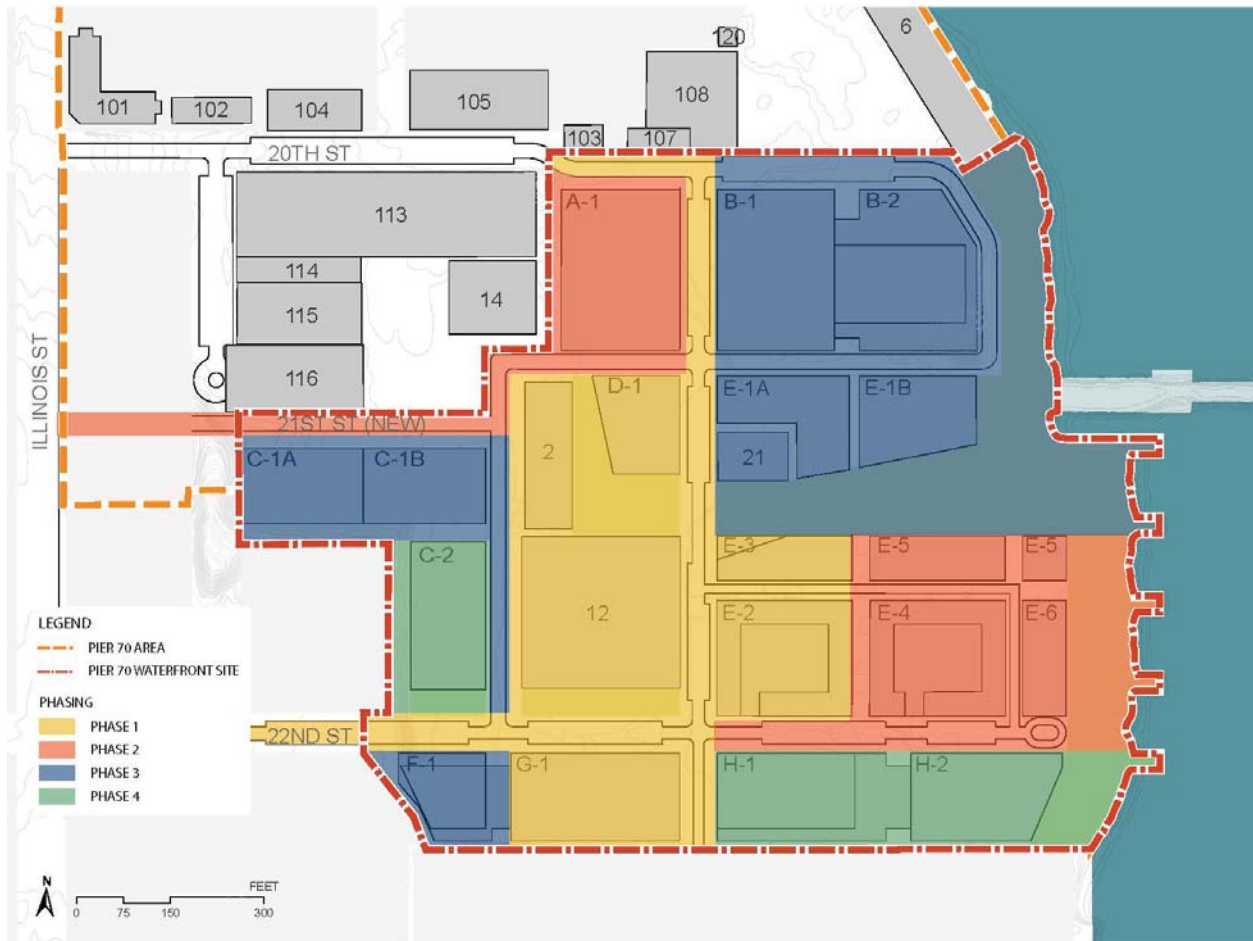 6
120
101
102
104
105
108
103
107
20TH ST
113
A-1
B-1
B-2
114
14
115
116
D-1
E-1A
E-1B
ILLINOIS ST
21ST ST (NEW)
2
C-1A
C-1B
21
C-2
E-3
E-5
E-5
12
E-2
E-4
E-6
LEGEND
PIER 70 AREA
PIER 70 WATERFRONT SITE
PHASING
PHASE 1
PHASE 2
PHASE 3
PHASE 4
22ND ST
F-1
G-1
H-1
H-2
N
FEET
0 75 150 300